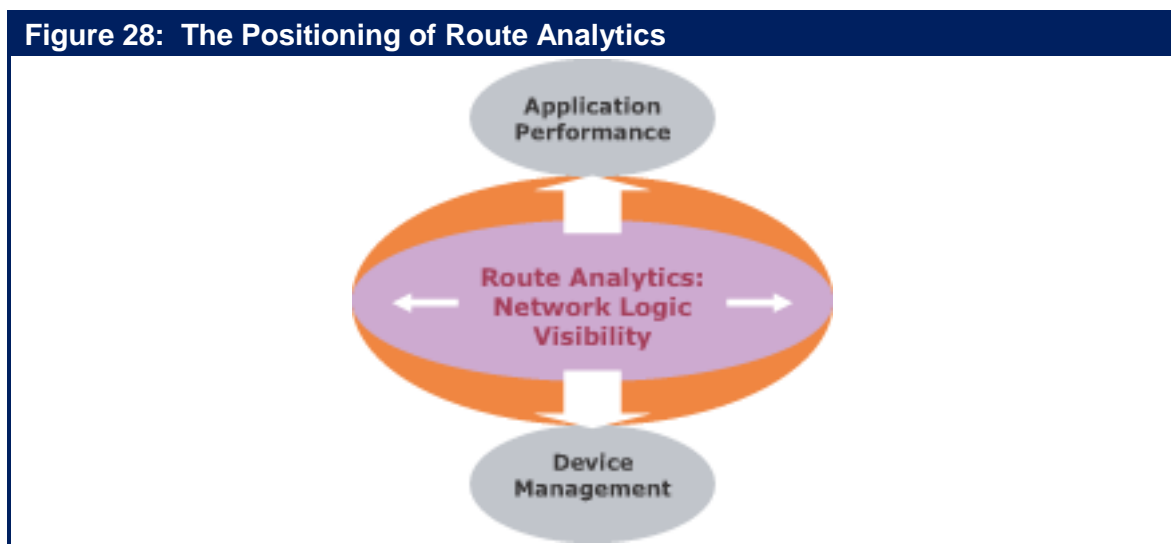 Figure 28:  The Positioning of Route Analytics
Application
Performance
Route Analytics:
Network Logic
Visibility
Device
Management